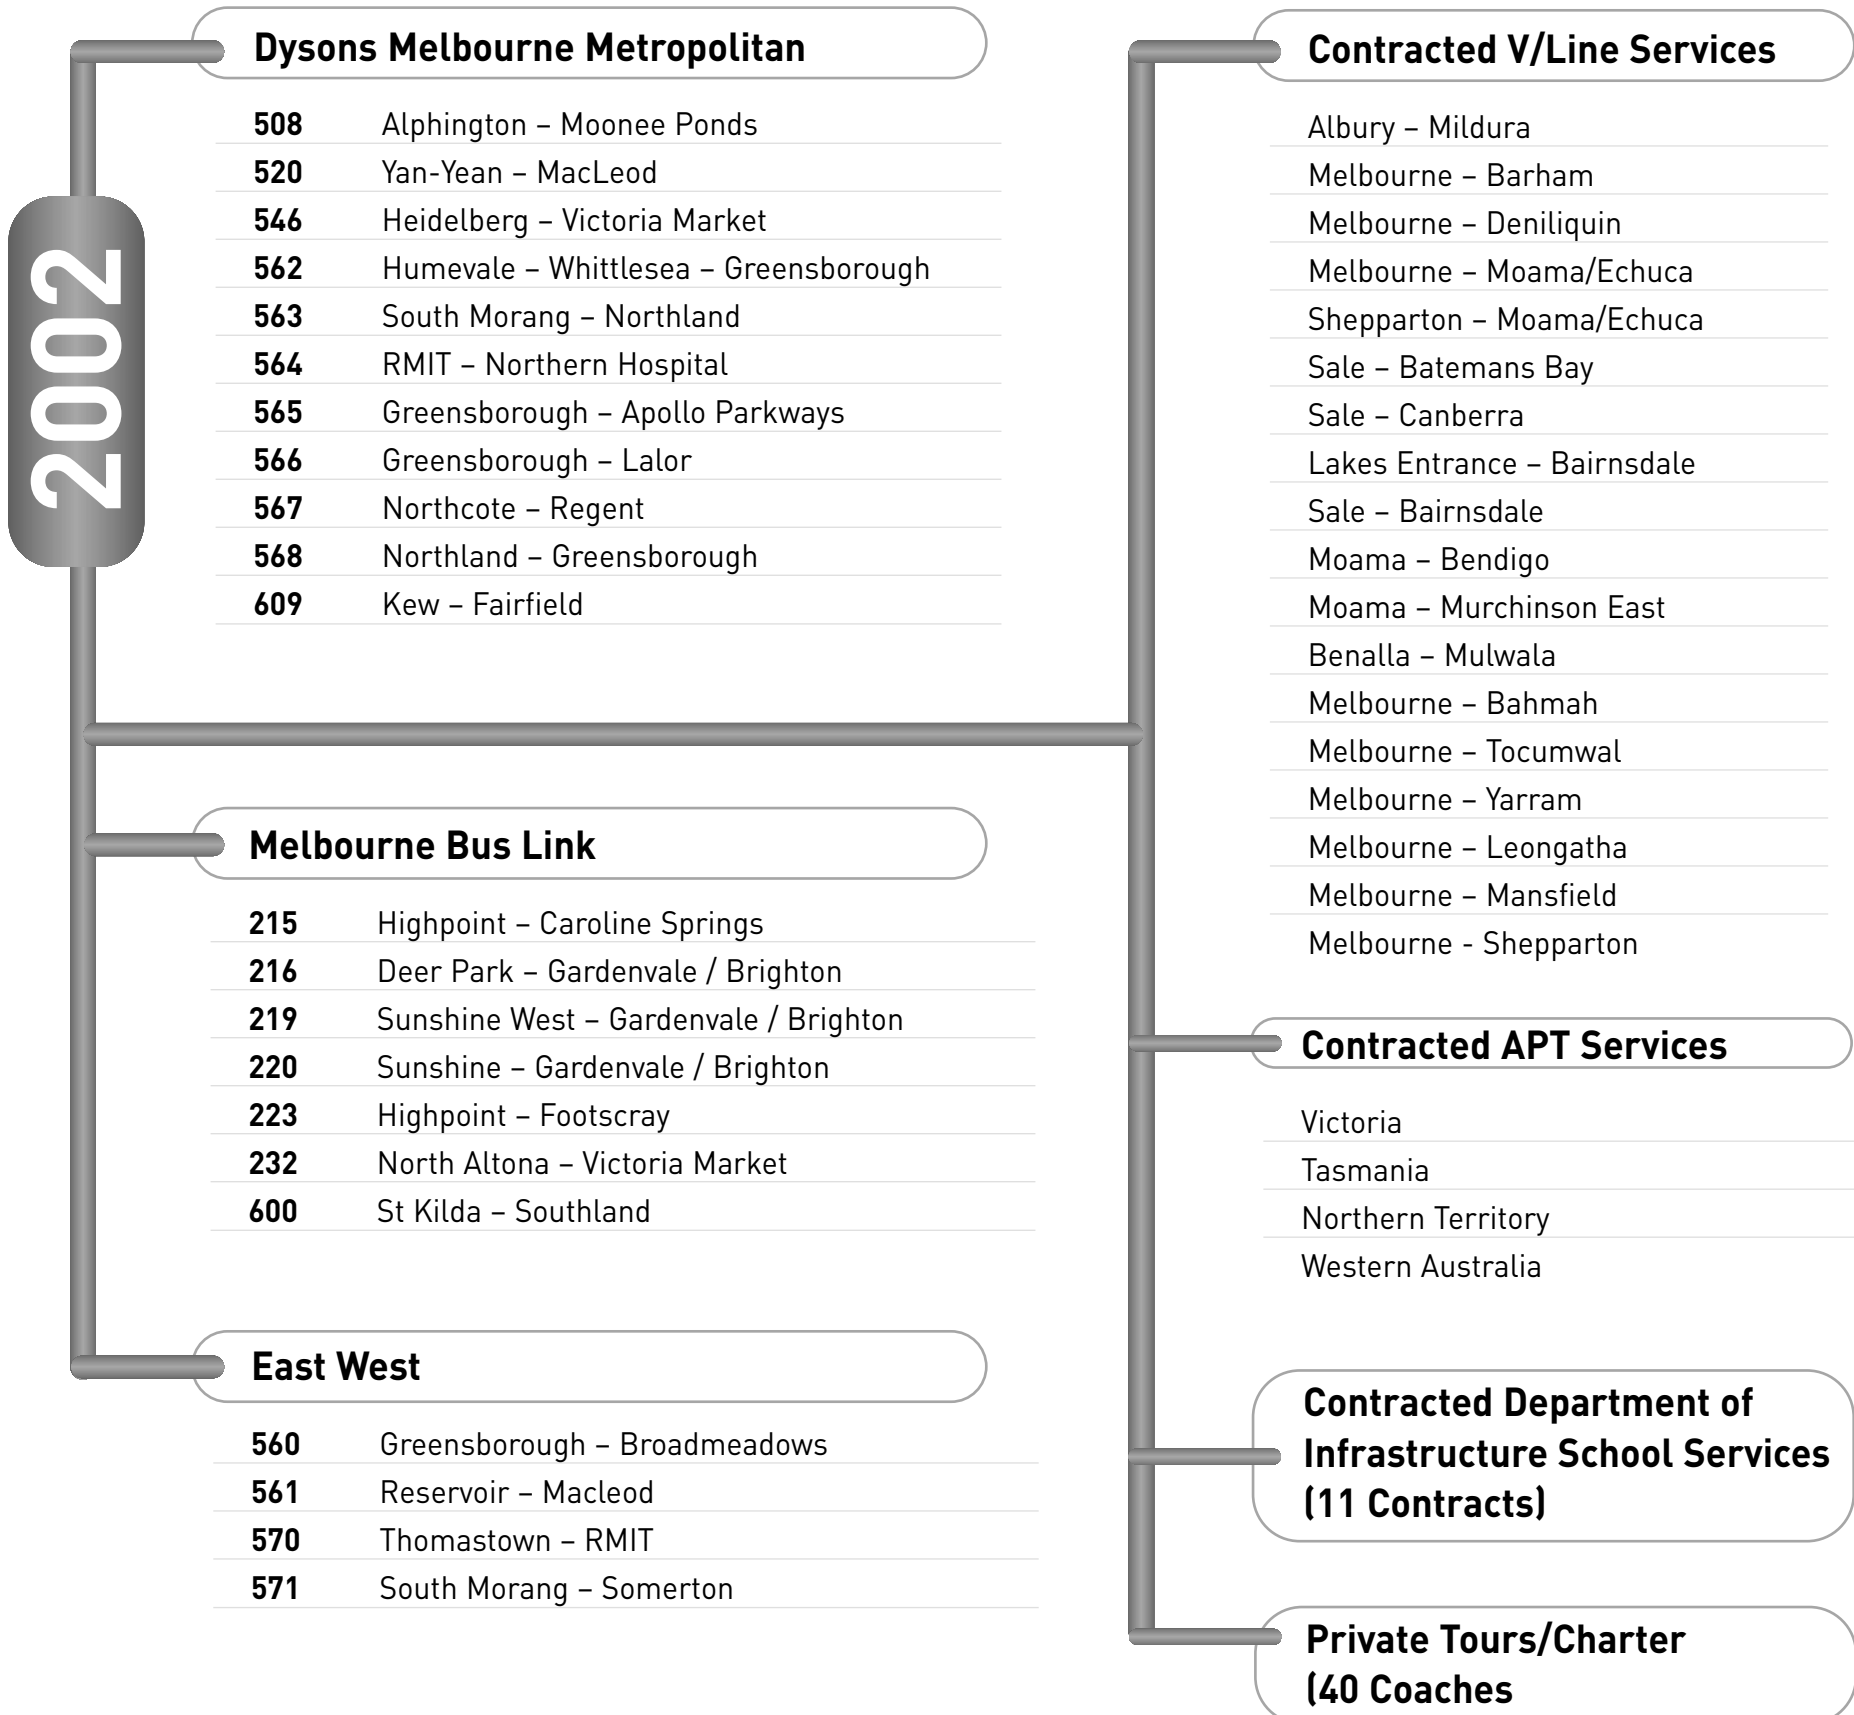 2002
Dysons Melbourne Metropolitan
508 Alphington – Moonee Ponds
520 Yan-Yean – MacLeod
546 Heidelberg – Victoria Market
562 Humevale – Whittlesea – Greensborough
563 South Morang – Northland
564 RMIT – Northern Hospital
565 Greensborough – Apollo Parkways
566 Greensborough – Lalor
567 Northcote – Regent
568 Northland – Greensborough
609 Kew – Fairfield
Melbourne Bus Link
215 Highpoint – Caroline Springs
216 Deer Park – Gardenvale / Brighton
219 Sunshine West – Gardenvale / Brighton
220 Sunshine – Gardenvale / Brighton
223 Highpoint – Footscray
232 North Altona – Victoria Market
600 St Kilda – Southland
East West
560 Greensborough – Broadmeadows
561 Reservoir – Macleod
570 Thomastown – RMIT
571 South Morang – Somerton
Contracted V/Line Services
Albury – Mildura
Melbourne – Barham
Melbourne – Deniliquin
Melbourne – Moama/Echuca
Shepparton – Moama/Echuca
Sale – Batemans Bay
Sale – Canberra
Lakes Entrance – Bairnsdale
Sale – Bairnsdale
Moama – Bendigo
Moama – Murchinson East
Benalla – Mulwala
Melbourne – Bahmah
Melbourne – Tocumwal
Melbourne – Yarram
Melbourne – Leongatha
Melbourne – Mansfield
Melbourne - Shepparton
Contracted APT Services
Victoria
Tasmania
Northern Territory
Western Australia
Contracted Department of
Infrastructure School Services
(11 Contracts)
Private Tours/Charter
(40 Coaches